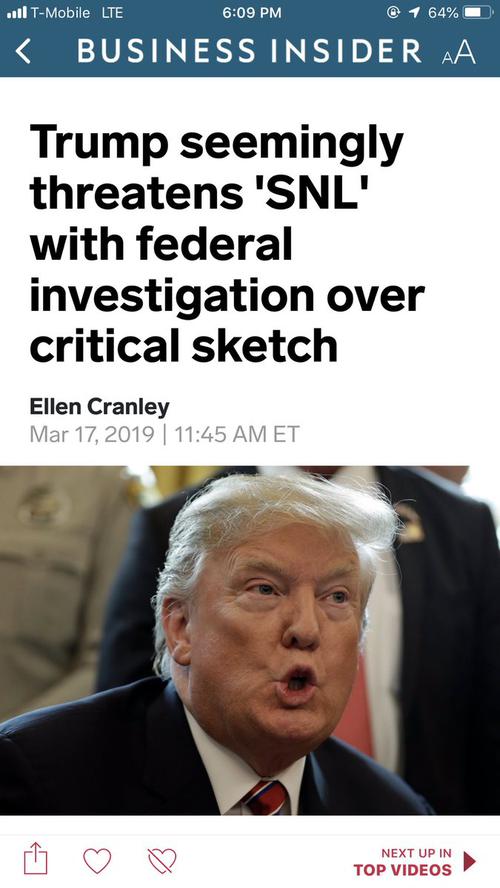 T-Mobile LTE 6:09 PM 64%
BUSINESS INSIDER AA
Trump seemingly
threatens 'SNL'
with federal
investigation over
critical sketch
Ellen Cranley
Mar 17, 2019 | 11:45 AM ET
NEXT UP IN
TOP VIDEOS